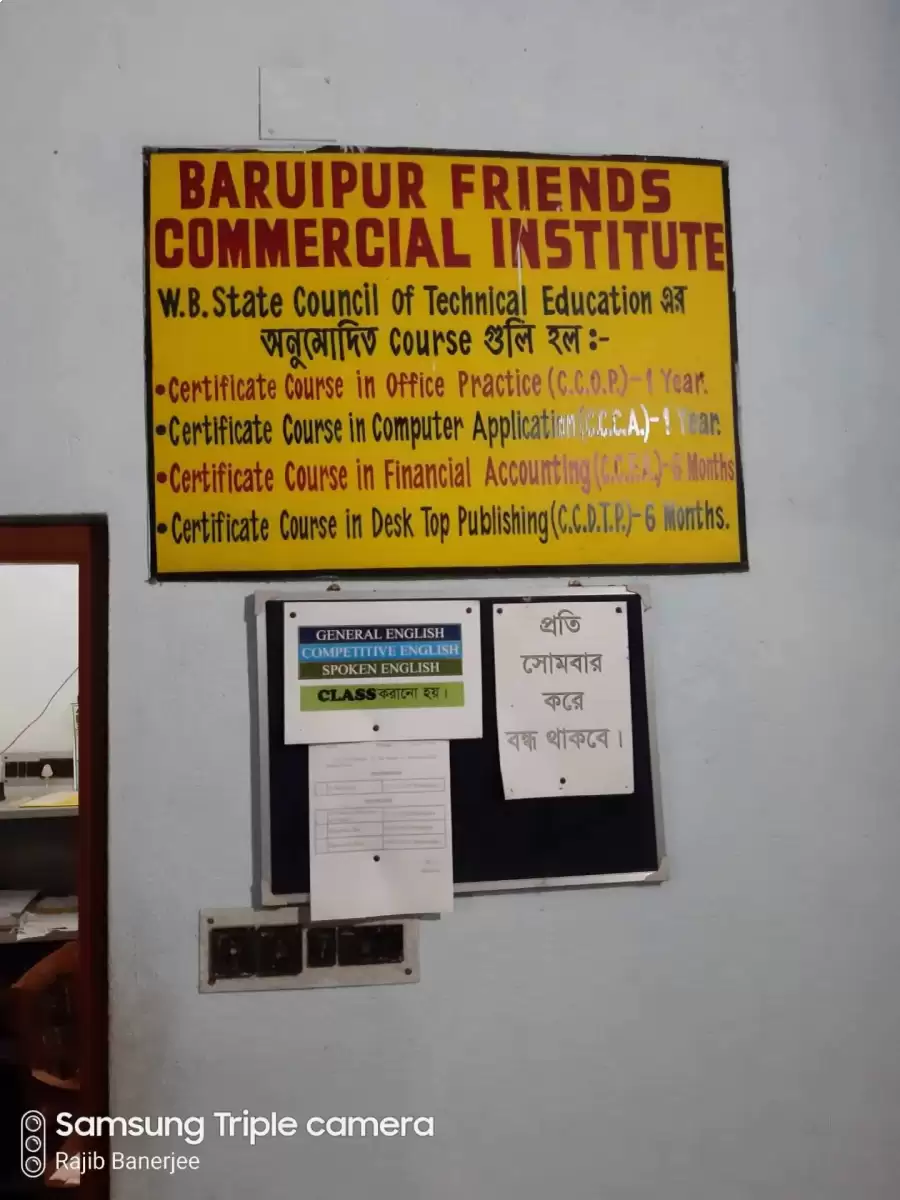 BARUIPUR FRIENDS
COMMERCIAL INSTITUTE
W.B. State Council Of Technical Education এর
অনুমোদিত Course গুলি হল :-
•Certificate Course in Office Practice (C.C.O.P.)-1 Year.
•Certificate Course in Computer Application (C.C.C.A.)-1 Year.
•Certificate Course in Financial Accounting (C.C.F.A.)-6 Months
•Certificate Course in Desk Top Publishing (C.C.D.T.P.)-6 Months.
GENERAL ENGLISH
COMPETITIVE ENGLISH
SPOKEN ENGLISH
CLASS করানো হয়।
প্রতি
সোমবার
করে
বন্ধ থাকবে।
Samsung Triple camera
Rajib Banerjee